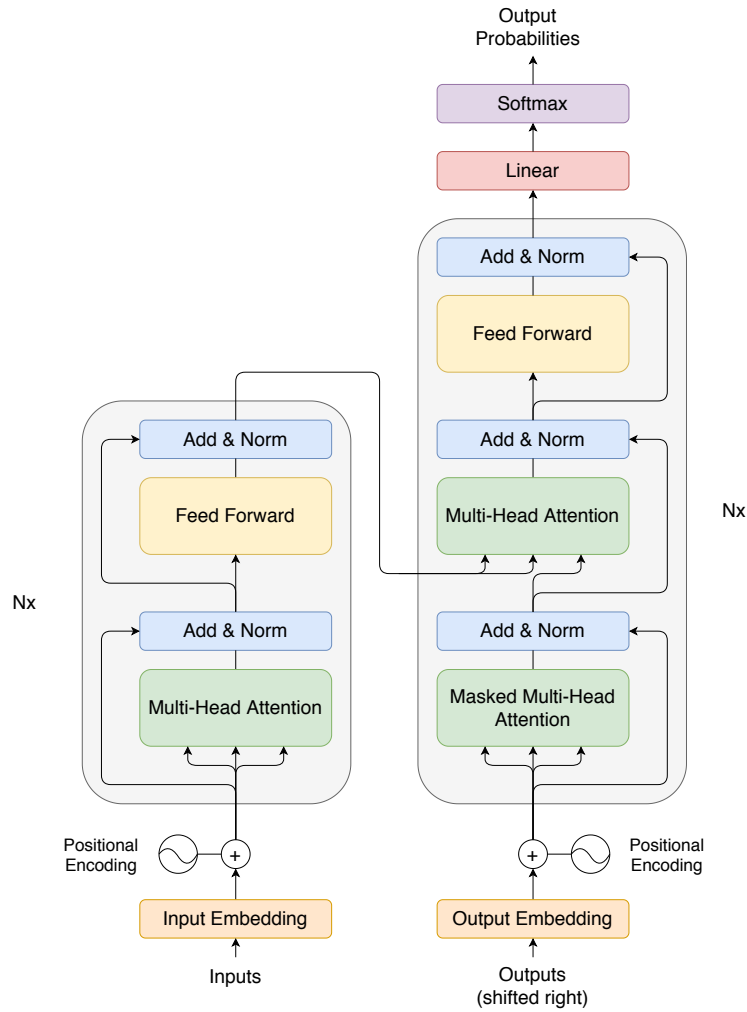 Output
Probabilities
Softmax
Linear
Add & Norm
Feed Forward
Add & Norm
Multi-Head Attention
Nx
Add & Norm
Masked Multi-Head
Attention
Add & Norm
Feed Forward
Nx
Add & Norm
Multi-Head Attention
Positional
Encoding
+
Input Embedding
Inputs
+
Positional
Encoding
Output Embedding
Outputs
(shifted right)